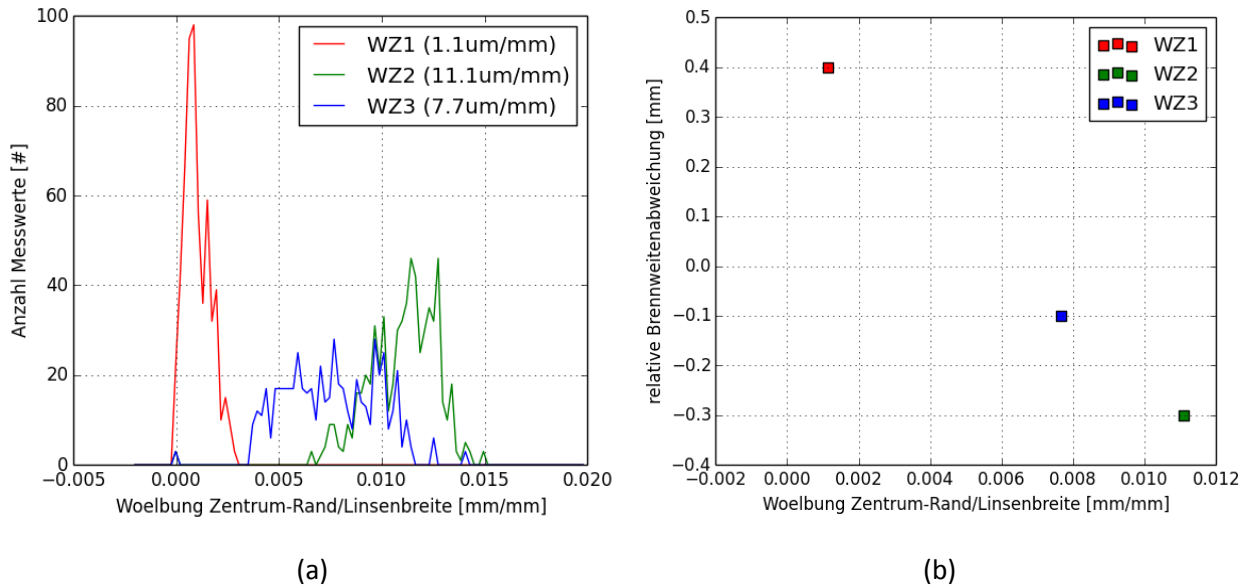 100
80
60
40
20
0
Anzahl Messwerte [#]
WZ1 (1.1um/mm)
WZ2 (11.1um/mm)
WZ3 (7.7um/mm)
−0.005 0.000 0.005 0.010 0.015 0.020
Woelbung Zentrum-Rand/Linsenbreite [mm/mm]
(a)
0.5
0.4
0.3
0.2
0.1
0.0
−0.1
−0.2
−0.3
−0.4
relative Brennweitenabweichung [mm]
WZ1
WZ2
WZ3
−0.002 0.000 0.002 0.004 0.006 0.008 0.010 0.012
Woelbung Zentrum-Rand/Linsenbreite [mm/mm]
(b)